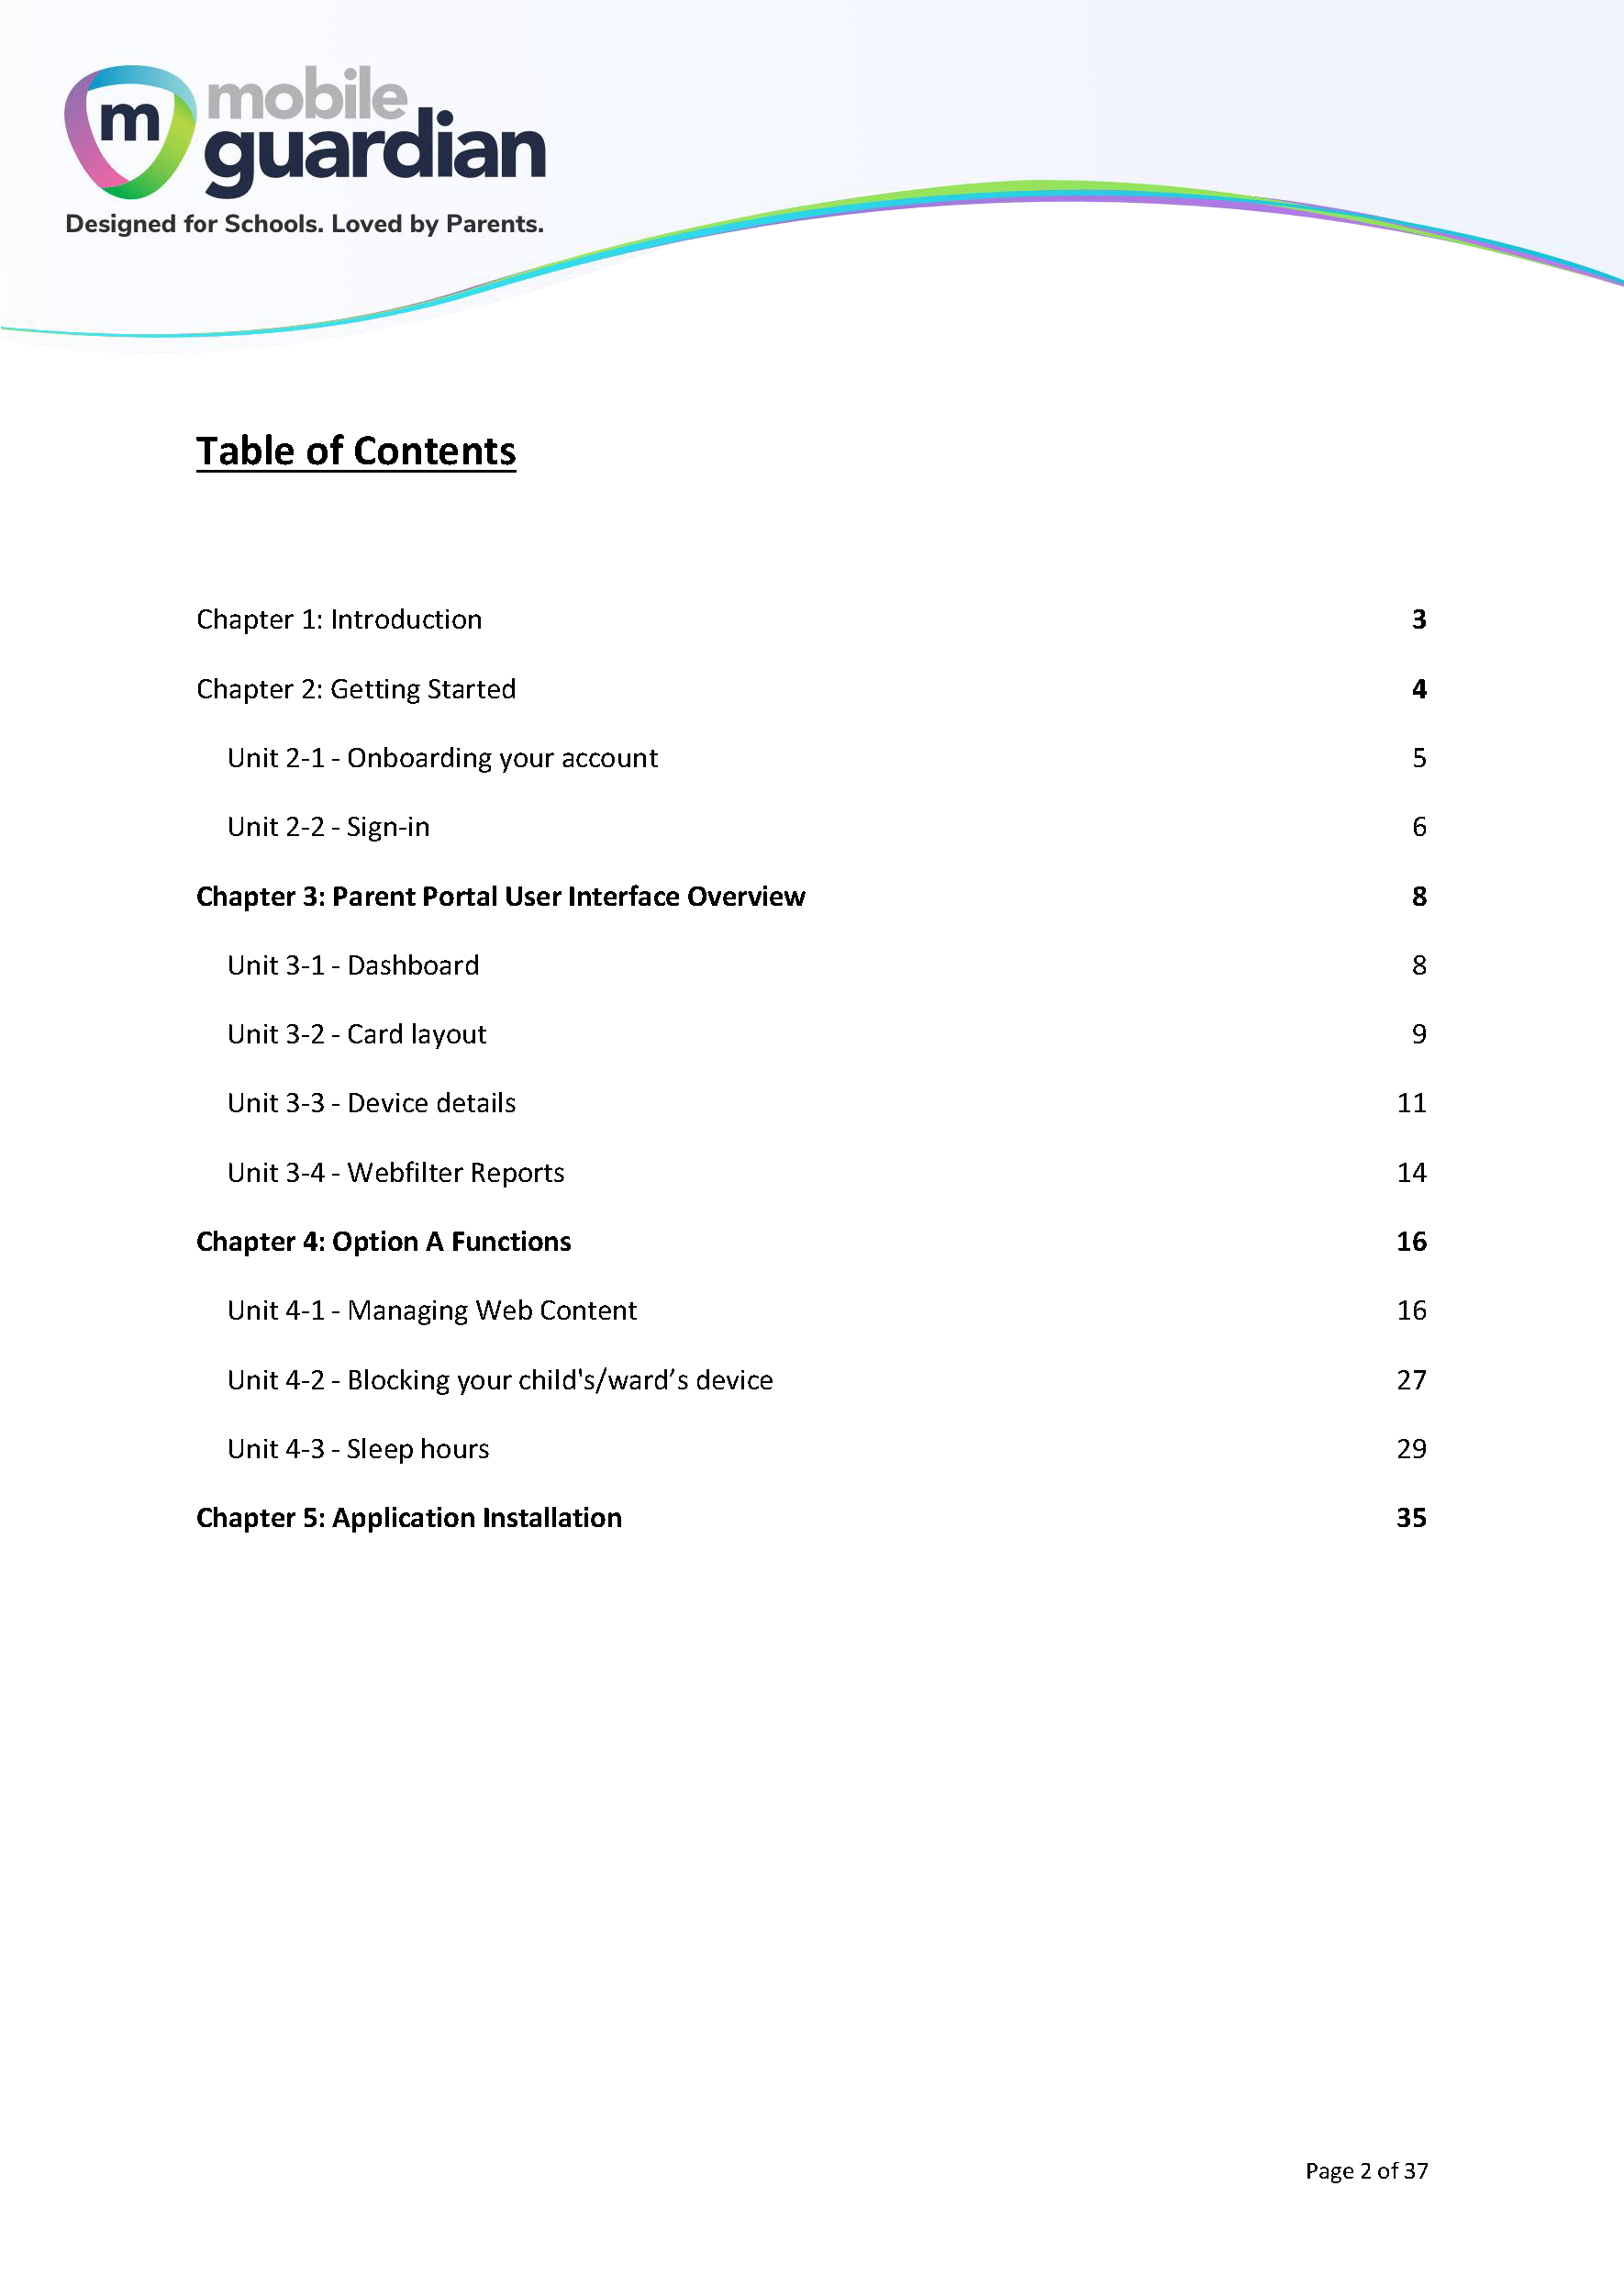 m
mobile
guardian
Designed for Schools. Loved by Parents.
Table of Contents
Chapter 1: Introduction 3
Chapter 2: Getting Started 4
Unit 2-1 - Onboarding your account 5
Unit 2-2 - Sign-in 6
Chapter 3: Parent Portal User Interface Overview 8
Unit 3-1 - Dashboard 8
Unit 3-2 - Card layout 9
Unit 3-3 - Device details 11
Unit 3-4 - Webfilter Reports 14
Chapter 4: Option A Functions 16
Unit 4-1 - Managing Web Content 16
Unit 4-2 - Blocking your child's/ward’s device 27
Unit 4-3 - Sleep hours 29
Chapter 5: Application Installation 35
Page 2 of 37